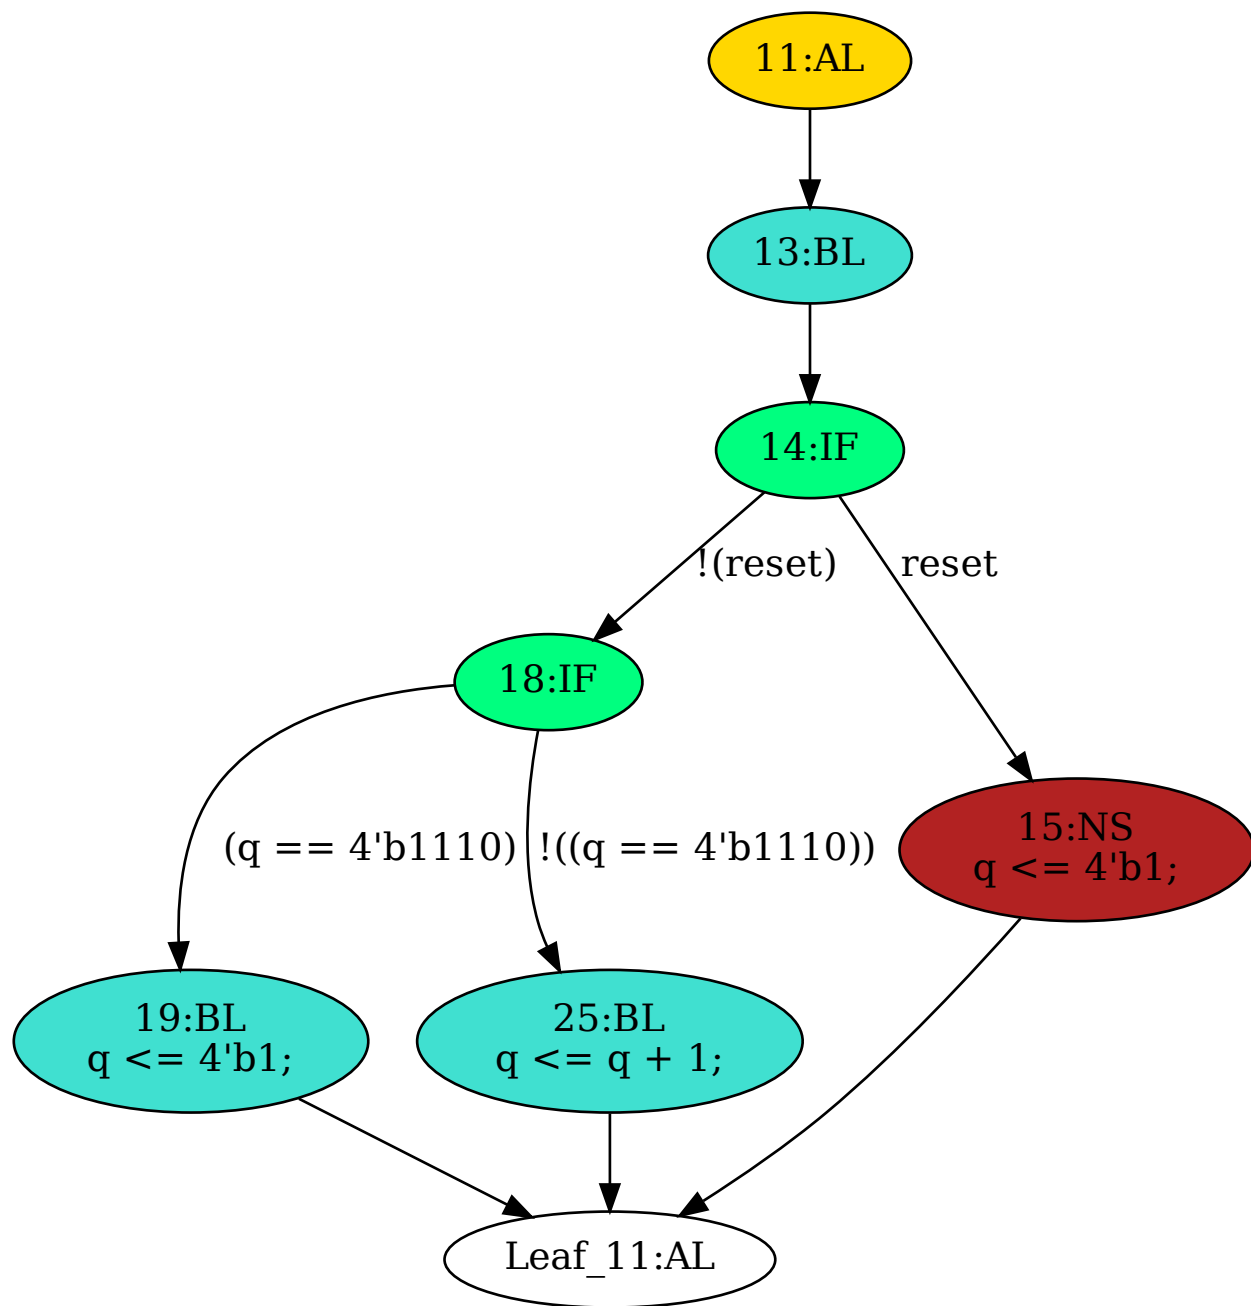 11:AL
13:BL
14:IF
!(reset)
reset
18:IF
(q == 4'b1110)
!((q == 4'b1110))
15:NS
q <= 4'b1;
19:BL
q <= 4'b1;
25:BL
q <= q + 1;
Leaf_11:AL